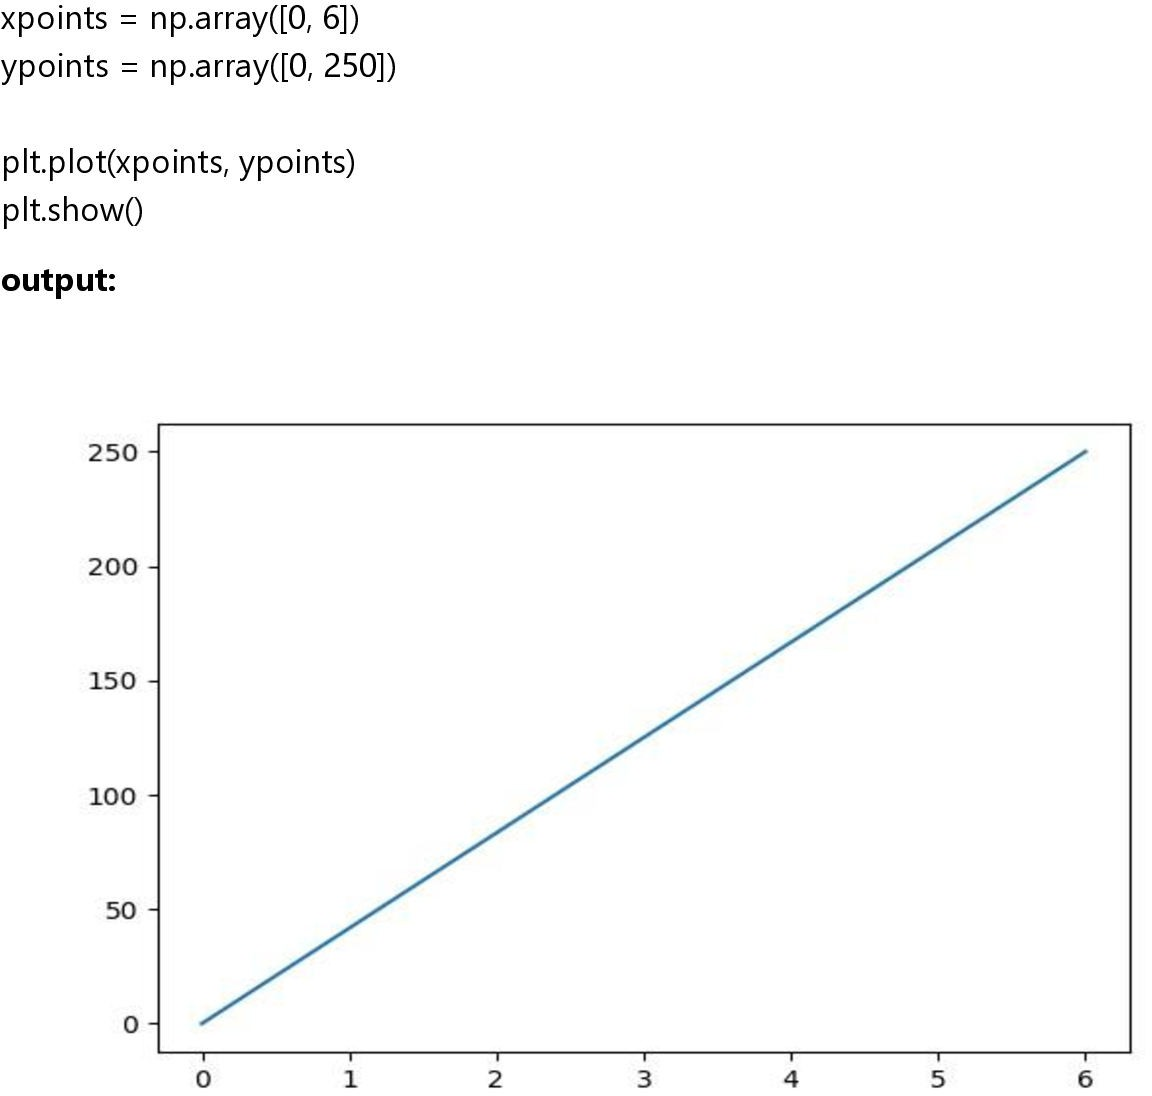 xpoints = np.array([0, 6])
ypoints = np.array([0, 250])
plt.plot(xpoints, ypoints)
plt.show()
output:
250
200
150
100
50
0
0 1 2 3 4 5 6